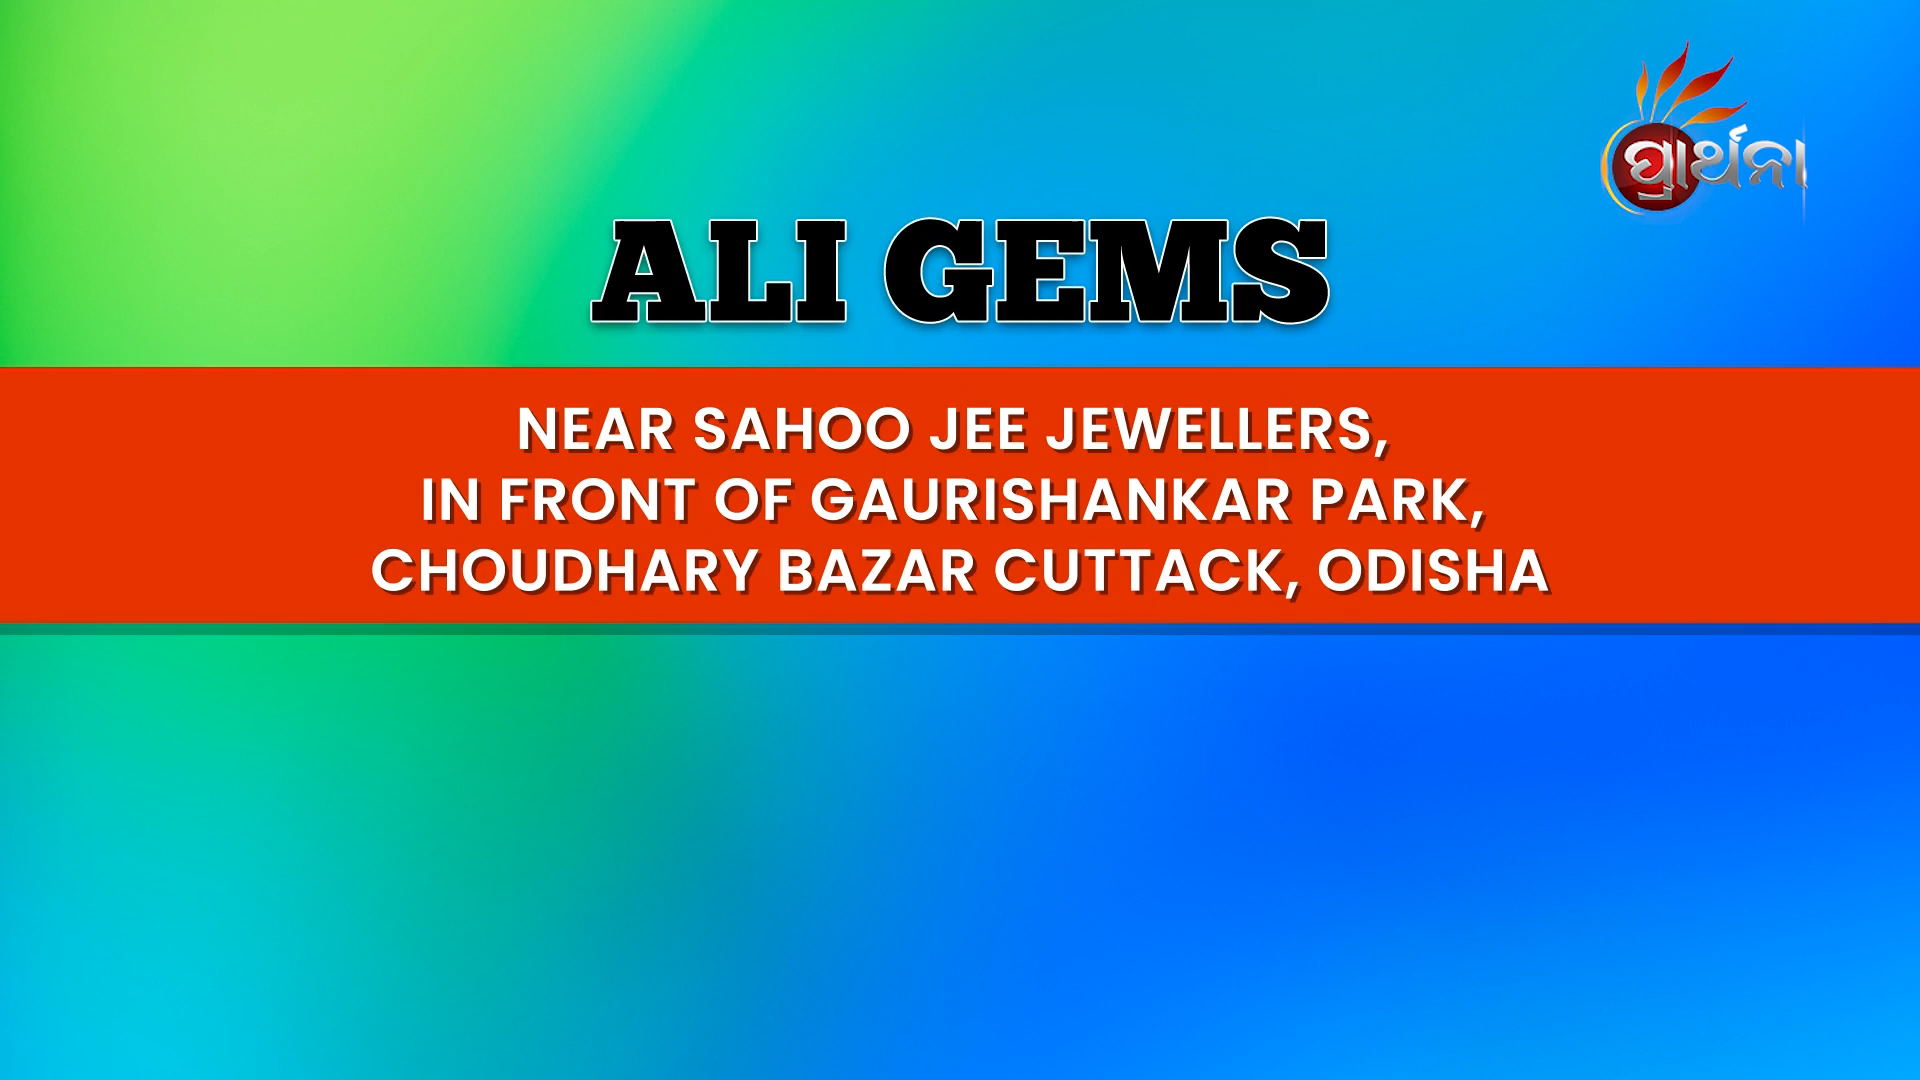 ପ୍ରାର୍ଥନା
ALI GEMS
NEAR SAHOO JEE JEWELLERS,
IN FRONT OF GAURISHANKAR PARK,
CHOUDHARY BAZAR CUTTACK, ODISHA